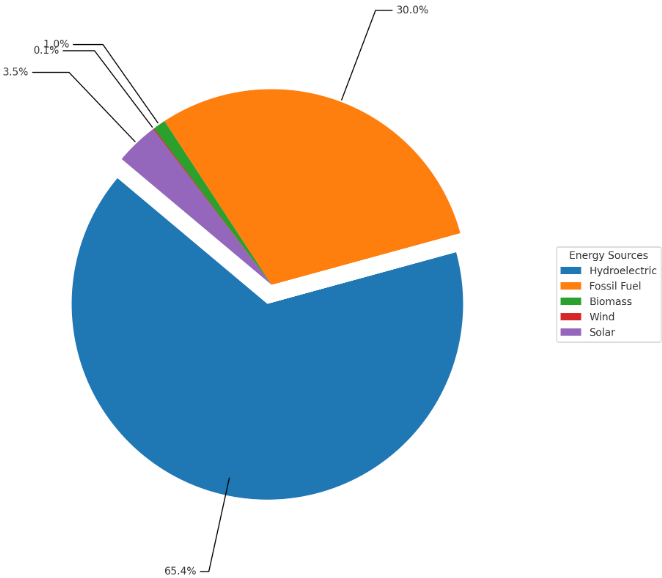 30.0%
1.0%
0.1%
3.5%
Energy Sources
Hydroelectric
Fossil Fuel
Biomass
Wind
Solar
65.4%